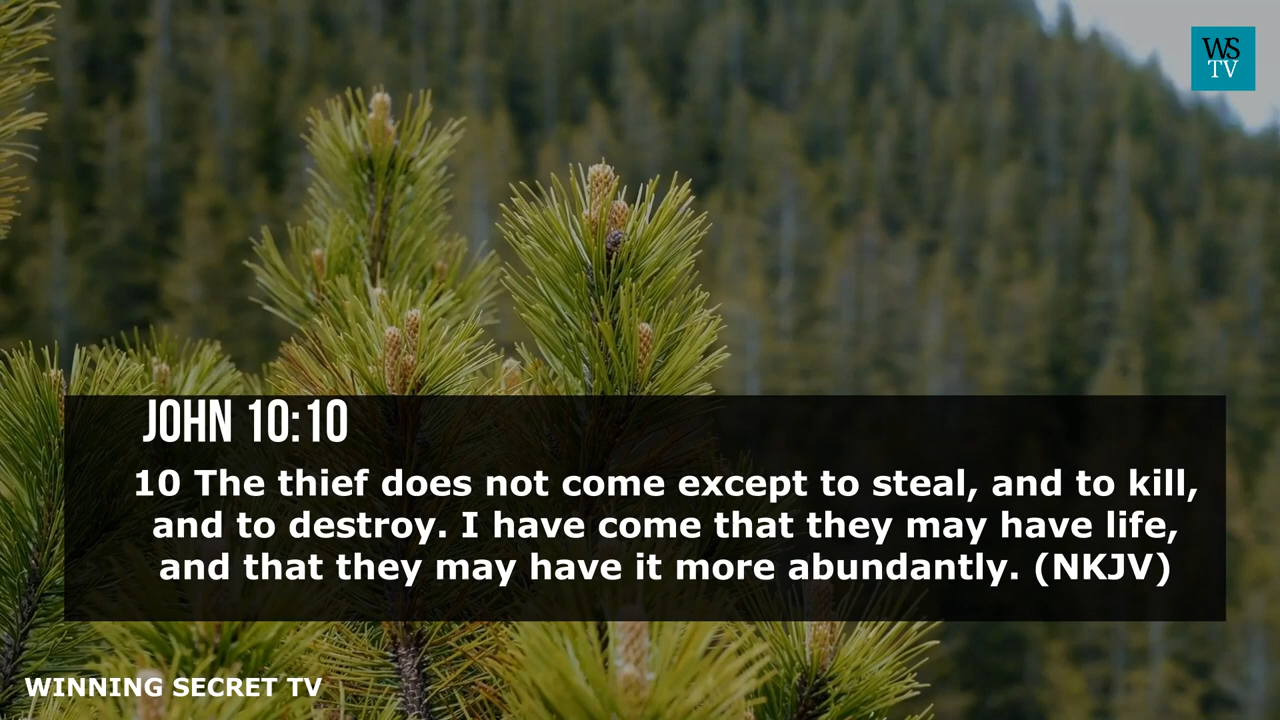 WS
TV
JOHN 10:10
10 The thief does not come except to steal, and to kill,
and to destroy. I have come that they may have life,
and that they may have it more abundantly. (NKJV)
WINNING SECRET TV